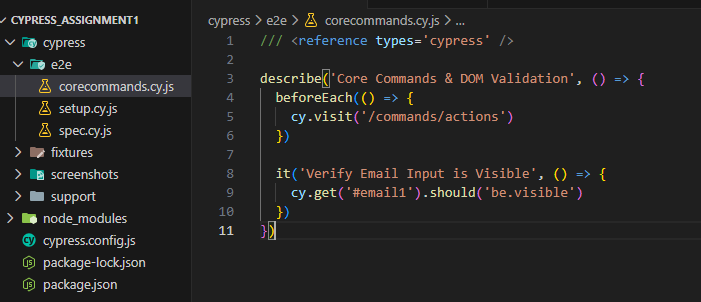 CYPRESS_ASSIGNMENT1
cypress
e2e
corecommands.cy.js
setup.cy.js
spec.cy.js
fixtures
screenshots
support
node_modules
cypress.config.js
package-lock.json
package.json
cypress > e2e > corecommands.cy.js > ...
1 /// <reference types='cypress' />
2
3 describe('Core Commands & DOM Validation', () => {
4 beforeEach(() => {
5 cy.visit('/commands/actions')
6 })
7
8 it('Verify Email Input is Visible', () => {
9 cy.get('#email1').should('be.visible')
10 })
11 })